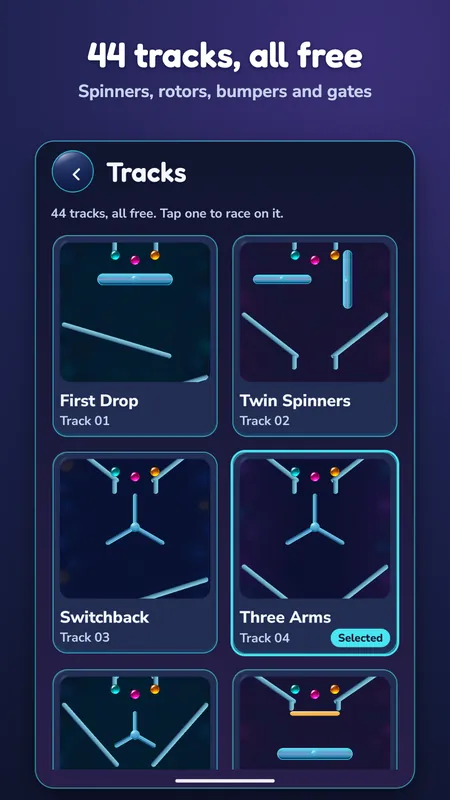 44 tracks, all free
Spinners, rotors, bumpers and gates
Tracks
44 tracks, all free. Tap one to race on it.
First Drop
Track 01
Twin Spinners
Track 02
Switchback
Track 03
Three Arms
Track 04
Selected